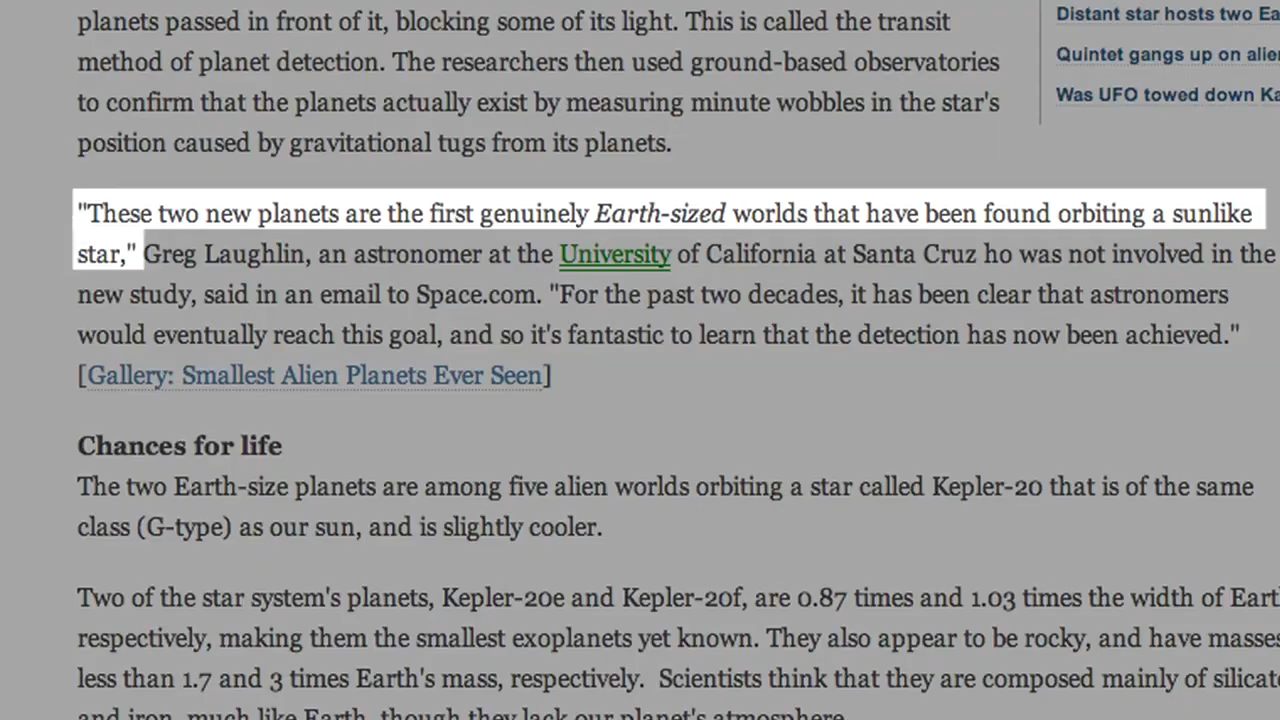 planets passed in front of it, blocking some of its light. This is called the transit
method of planet detection. The researchers then used ground-based observatories
to confirm that the planets actually exist by measuring minute wobbles in the star's
position caused by gravitational tugs from its planets.
"These two new planets are the first genuinely Earth-sized worlds that have been found orbiting a sunlike
star," Greg Laughlin, an astronomer at the University of California at Santa Cruz ho was not involved in the
new study, said in an email to Space.com. "For the past two decades, it has been clear that astronomers
would eventually reach this goal, and so it's fantastic to learn that the detection has now been achieved."
[Gallery: Smallest Alien Planets Ever Seen]
Chances for life
The two Earth-size planets are among five alien worlds orbiting a star called Kepler-20 that is of the same
class (G-type) as our sun, and is slightly cooler.
Two of the star system's planets, Kepler-20e and Kepler-20f, are 0.87 times and 1.03 times the width of
respectively, making them the smallest exoplanets yet known. They also appear to be rocky, and have masses
less than 1.7 and 3 times Earth's mass, respectively. Scientists think that they are composed mainly of
and iron, much like Earth, though they lack our planet's atmosphere.
Distant star hosts two
Quintet gangs up on
Was UFO towed down